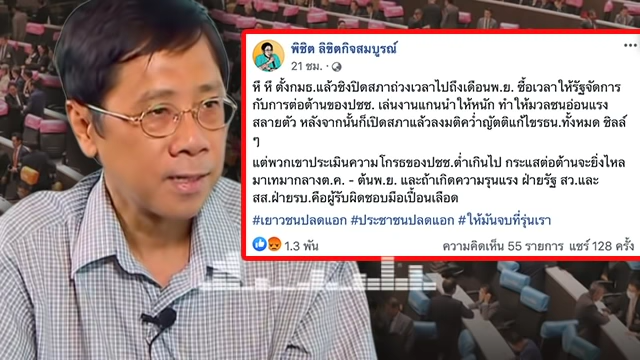 พิชิต ลิขิตกิจสมบูรณ์
21 ชม. ·
หึ หึ ตั้งกมธ.แล้วชิงปิดสภาถ่วงเวลาไปถึงเดือนพ.ย. ซื้อเวลาให้รัฐจัดการ
กับการต่อต้านของปชช. เล่นงานแกนนำให้หนัก ทำให้มวลชนอ่อนแรง
สลายตัว หลังจากนั้นก็เปิดสภาแล้วลงมติคว่ำญัตติแก้ไขรธน.ทั้งหมด ชิลล์
ๆ
แต่พวกเขาประเมินความโกรธของปชช.ต่ำเกินไป กระแสต่อต้านจะยิ่งไหล
มาเทมากลางต.ค. - ต้นพ.ย. และถ้าเกิดความรุนแรง ฝ่ายรัฐ สว.และ
สส.ฝ่ายรบ.คือผู้รับผิดชอบมือเปื้อนเลือด
#เยาวชนปลดแอก #ประชาชนปลดแอก #ให้มันจบที่รุ่นเรา
1.3 พัน ความคิดเห็น 55 รายการ แชร์ 128 ครั้ง